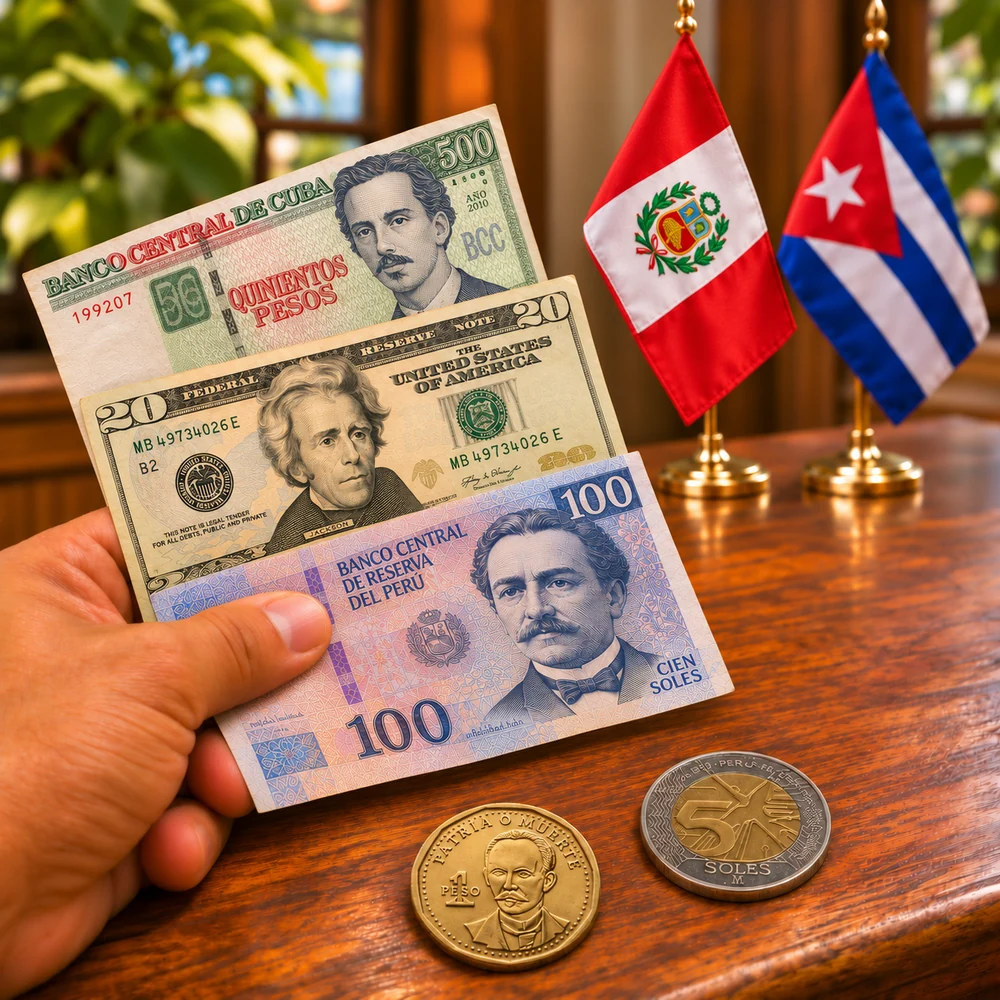 BANCO CENTRAL DE CUBA
500
AÑO
2010
BCC
199207
50
QUINIENTOS
PESOS
20
FEDERAL RESERVE NOTE
20
THE
UNITED STATES
OF AMERICA
MB 49734026 E
B2
MB 49734026 E
THIS NOTE IS LEGAL TENDER
FOR ALL DEBTS, PUBLIC AND PRIVATE
JACKSON
20
100
BANCO CENTRAL
DE RESERVA
DEL PERÚ
CIEN
SOLES
100
PATRIA O MUERTE
1
PESO
5
SOLES
M